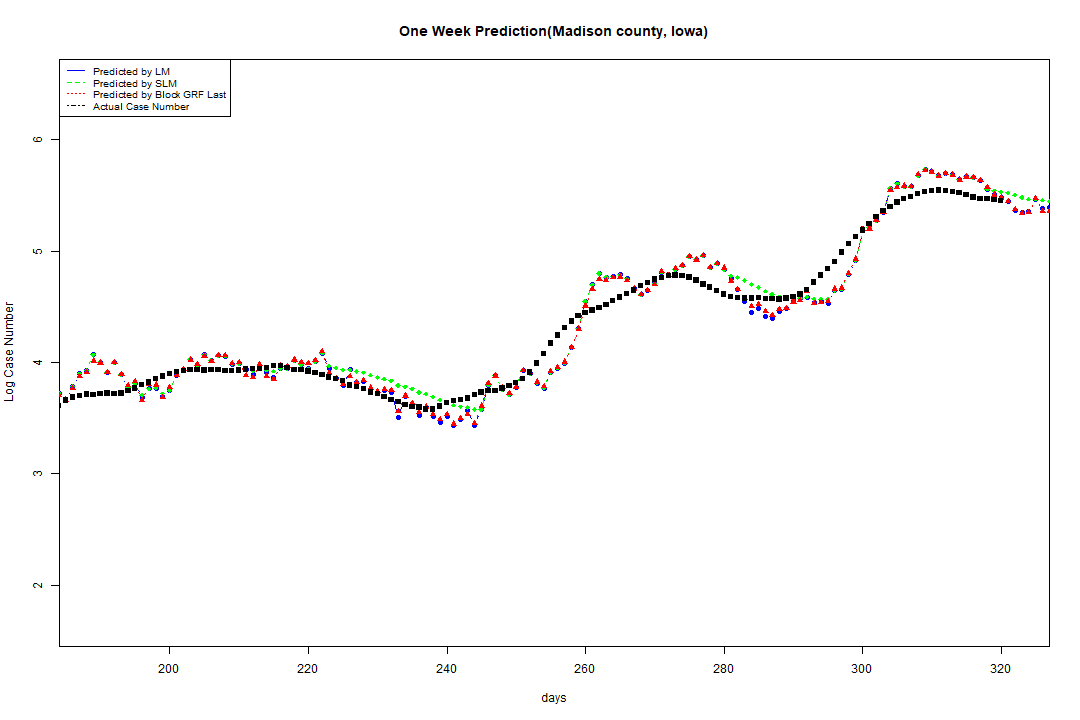 One Week Prediction(Madison county, Iowa)
Predicted by LM
Predicted by SLM
Predicted by Block GRF Last
Actual Case Number
6
5
4
3
2
Log Case Number
200
220
240
260
280
300
320
days